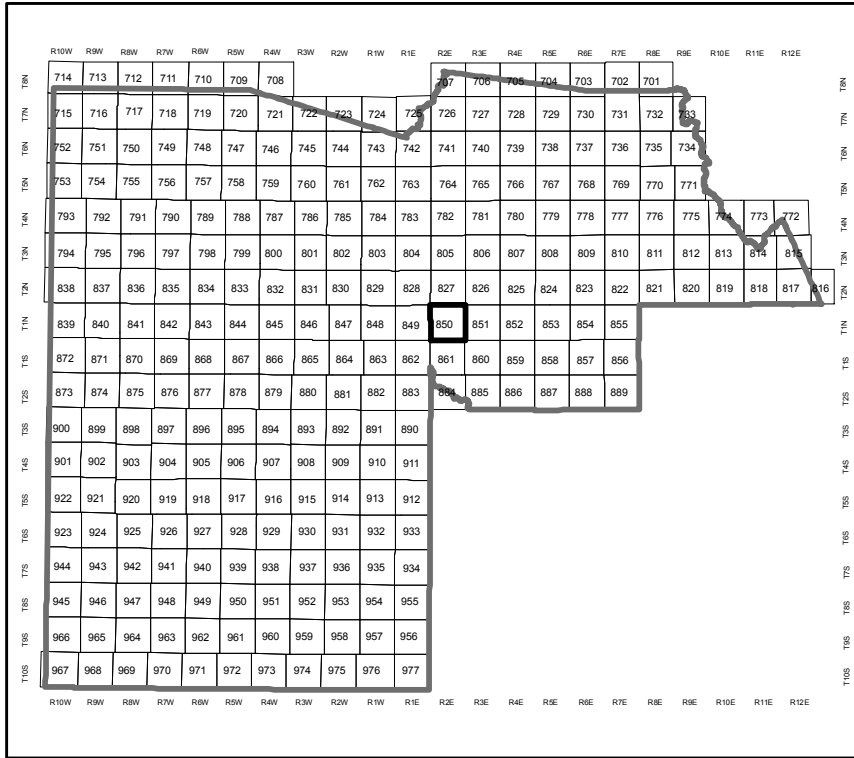 R10W R9W R8W R7W R6W R5W R4W R3W R2W R1W R1E R2E R3E R4E R5E R6E R7E R8E R9E R10E R11E R12E
T8N 714 713 712 711 710 709 708 707 706 705 704 703 702 701 T8N
T7N 715 716 717 718 719 720 721 722 723 724 725 726 727 728 729 730 731 732 733 T7N
T6N 752 751 750 749 748 747 746 745 744 743 742 741 740 739 738 737 736 735 734 T6N
T5N 753 754 755 756 757 758 759 760 761 762 763 764 765 766 767 768 769 770 771 T5N
T4N 793 792 791 790 789 788 787 786 785 784 783 782 781 780 779 778 777 776 775 774 773 772 T4N
T3N 794 795 796 797 798 799 800 801 802 803 804 805 806 807 808 809 810 811 812 813 814 815 T3N
T2N 838 837 836 835 834 833 832 831 830 829 828 827 826 825 824 823 822 821 820 819 818 817 816 T2N
T1N 839 840 841 842 843 844 845 846 847 848 849 850 851 852 853 854 855 T1N
T1S 872 871 870 869 868 867 866 865 864 863 862 861 860 859 858 857 856 T1S
T2S 873 874 875 876 877 878 879 880 881 882 883 884 885 886 887 888 889 T2S
T3S 900 899 898 897 896 895 894 893 892 891 890 T3S
T4S 901 902 903 904 905 906 907 908 909 910 911 T4S
T5S 922 921 920 919 918 917 916 915 914 913 912 T5S
T6S 923 924 925 926 927 928 929 930 931 932 933 T6S
T7S 944 943 942 941 940 939 938 937 936 935 934 T7S
T8S 945 946 947 948 949 950 951 952 953 954 955 T8S
T9S 966 965 964 963 962 961 960 959 958 957 956 T9S
T10S 967 968 969 970 971 972 973 974 975 976 977 T10S
R10W R9W R8W R7W R6W R5W R4W R3W R2W R1W R1E R2E R3E R4E R5E R6E R7E R8E R9E R10E R11E R12E